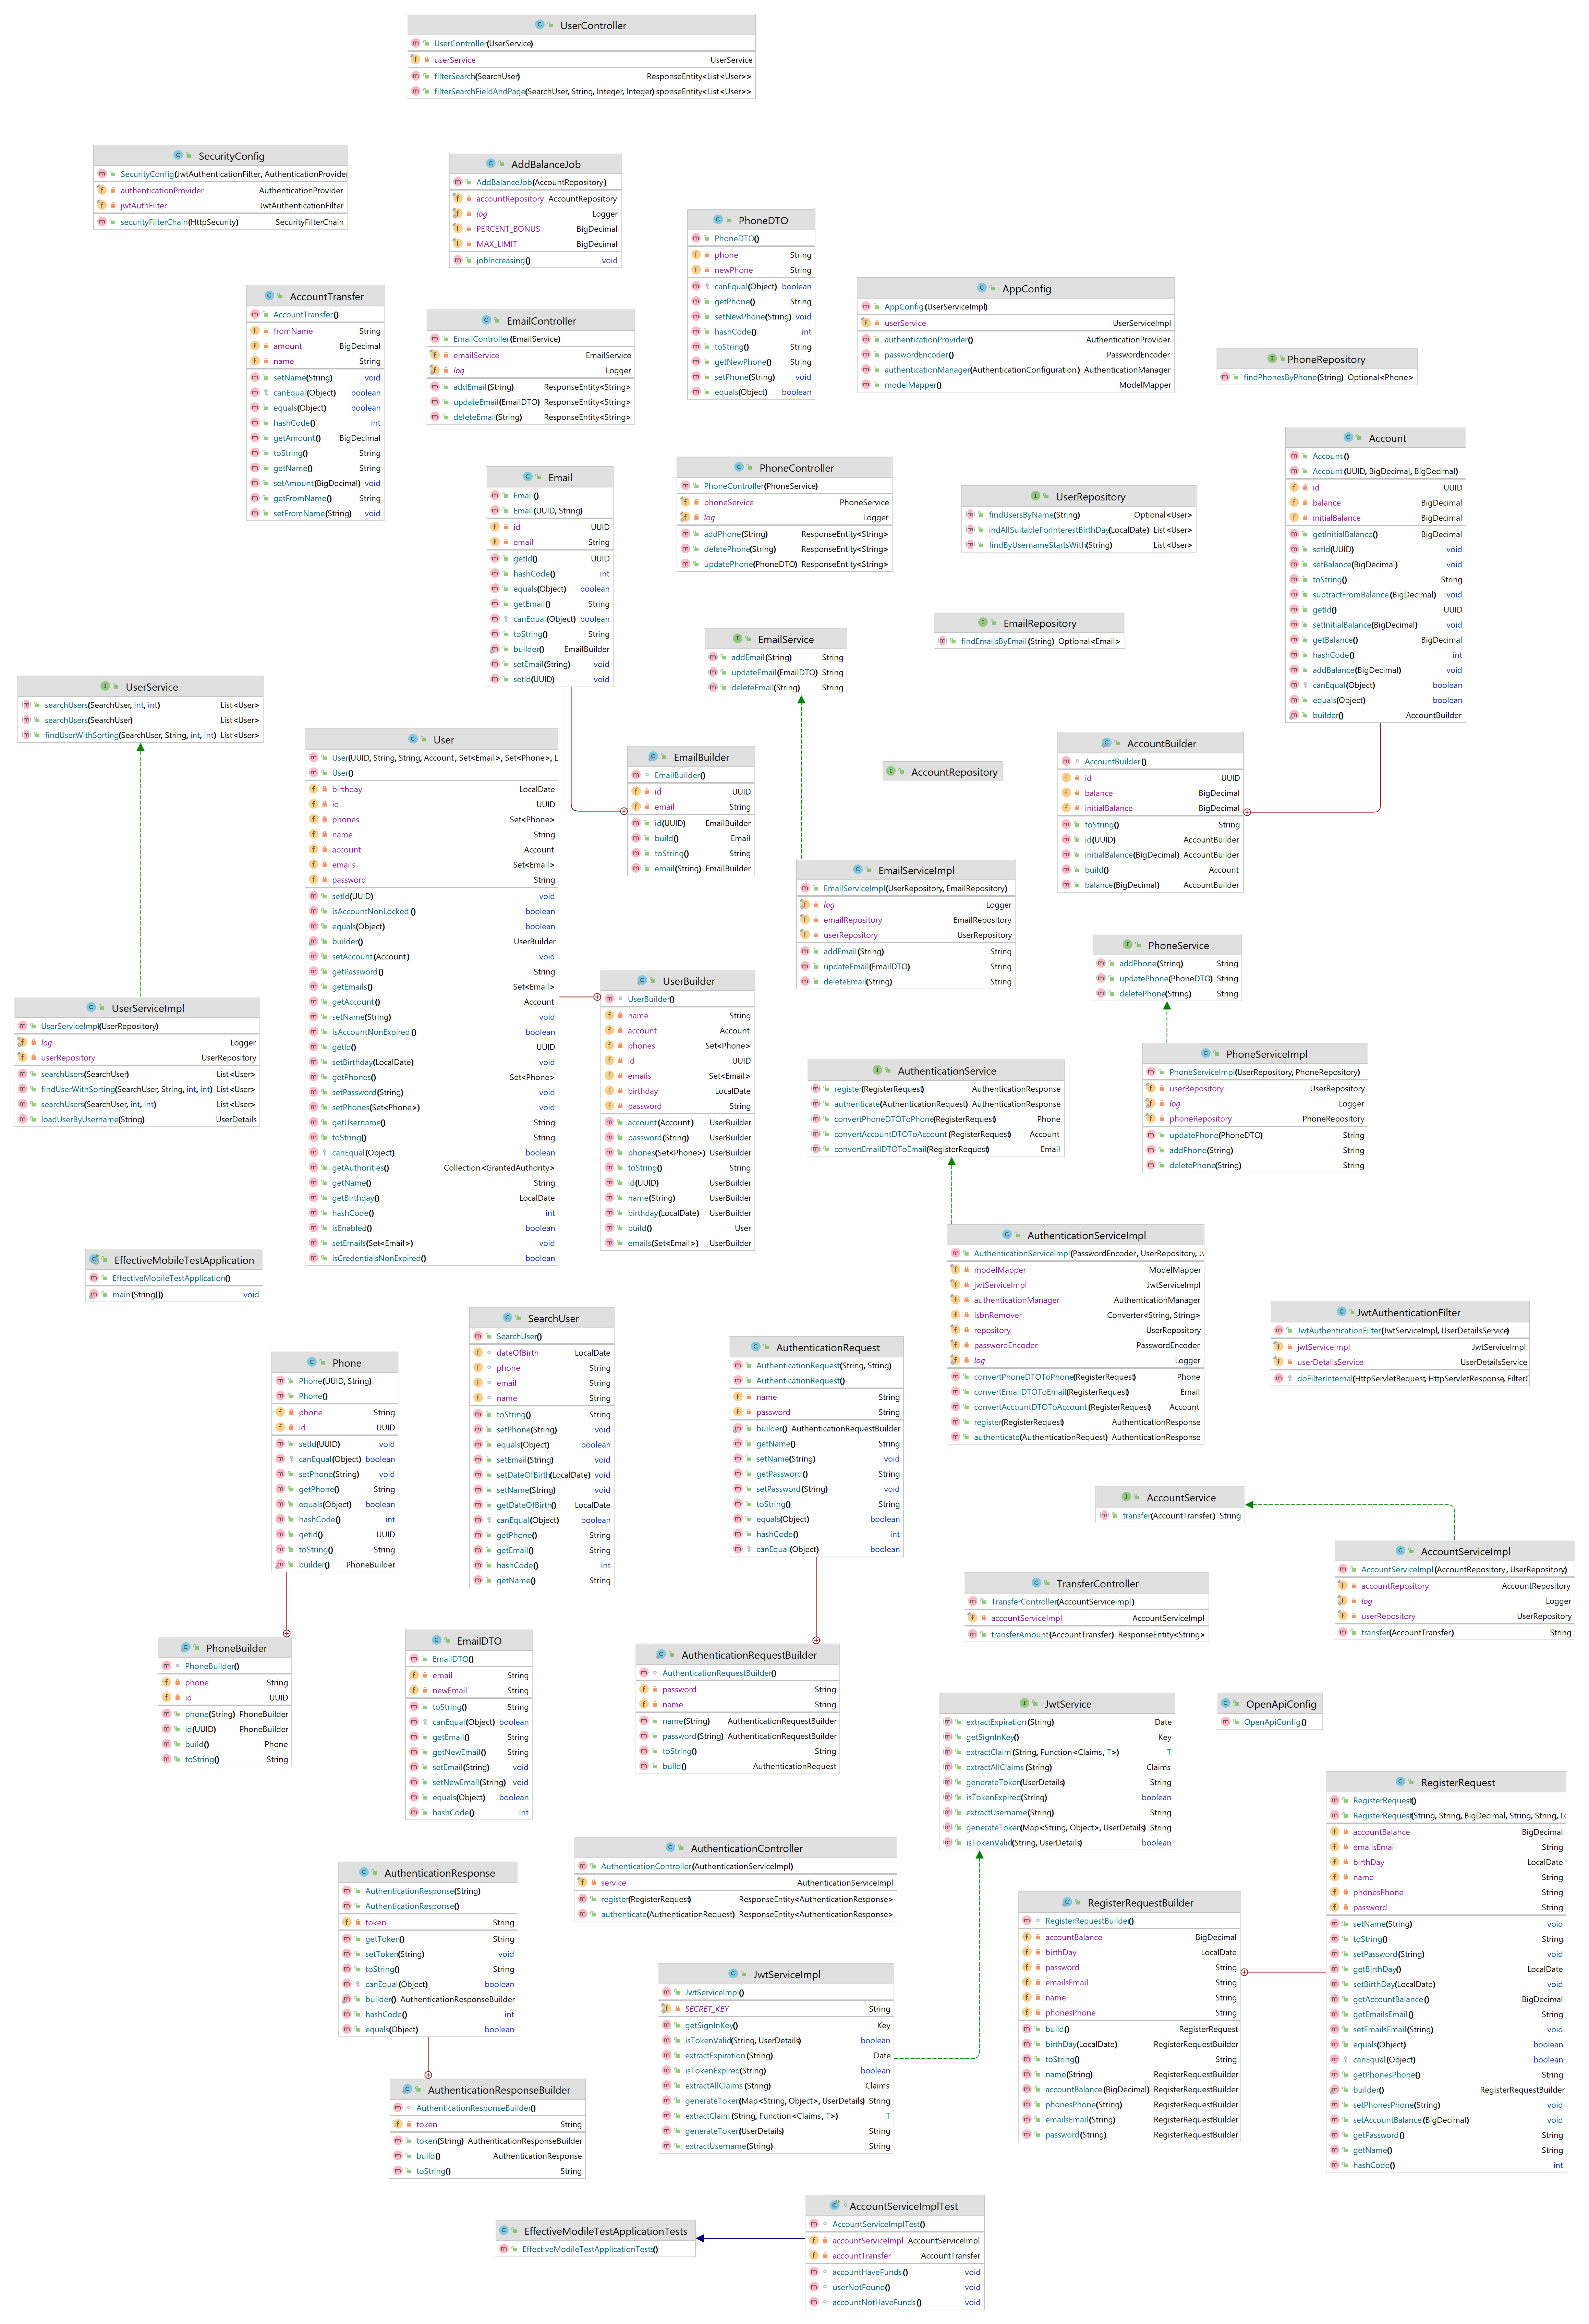 UserController
UserController(UserService)
userService UserService
filterSearch(SearchUser) ResponseEntity<List<User>>
filterSearchFieldAndPage(SearchUser, String, Integer, Integer) sponseEntity<List<User>>
SecurityConfig
SecurityConfig(JwtAuthenticationFilter, AuthenticationProvide
authenticationProvider AuthenticationProvider
jwtAuthFilter JwtAuthenticationFilter
securityFilterChain(HttpSecurity) SecurityFilterChain
AddBalanceJob
AddBalanceJob(AccountRepository)
accountRepository AccountRepository
log Logger
PERCENT_BONUS BigDecimal
MAX_LIMIT BigDecimal
jobIncreasing() void
PhoneDTO
PhoneDTO()
phone String
newPhone String
canEqual(Object) boolean
getPhone() String
setNewPhone(String) void
hashCode() int
toString() String
getNewPhone() String
setPhone(String) void
equals(Object) boolean
AppConfig
AppConfig(UserServiceImpl)
userService UserServiceImpl
authenticationProvider() AuthenticationProvider
passwordEncoder() PasswordEncoder
authenticationManager(AuthenticationConfiguration) AuthenticationManager
modelMapper() ModelMapper
AccountTransfer
AccountTransfer()
fromName String
amount BigDecimal
name String
setName(String) void
canEqual(Object) boolean
equals(Object) boolean
hashCode() int
getAmount() BigDecimal
toString() String
getName() String
setAmount(BigDecimal) void
getFromName() String
setFromName(String) void
EmailController
EmailController(EmailService)
emailService EmailService
log Logger
addEmail(String) ResponseEntity<String>
updateEmail(EmailDTO) ResponseEntity<String>
deleteEmail(String) ResponseEntity<String>
PhoneRepository
findPhonesByPhone(String) Optional<Phone>
Account
Account()
Account(UUID, BigDecimal, BigDecimal)
id UUID
balance BigDecimal
initialBalance BigDecimal
getInitialBalance() BigDecimal
setId(UUID) void
setBalance(BigDecimal) void
toString() String
subtractFromBalance(BigDecimal) void
getId() UUID
setInitialBalance(BigDecimal) void
getBalance() BigDecimal
hashCode() int
addBalance(BigDecimal) void
canEqual(Object) boolean
equals(Object) boolean
builder() AccountBuilder
Email
Email()
Email(UUID, String)
id UUID
email String
getId() UUID
hashCode() int
equals(Object) boolean
getEmail() String
canEqual(Object) boolean
toString() String
builder() EmailBuilder
setEmail(String) void
setId(UUID) void
PhoneController
PhoneController(PhoneService)
phoneService PhoneService
log Logger
addPhone(String) ResponseEntity<String>
deletePhone(String) ResponseEntity<String>
updatePhone(PhoneDTO) ResponseEntity<String>
UserRepository
findUsersByName(String) Optional<User>
indAllSuitableForInterestBirthDay(LocalDate) List<User>
findByUsernameStartsWith(String) List<User>
EmailRepository
findEmailsByEmail(String) Optional<Email>
EmailService
addEmail(String) String
updateEmail(EmailDTO) String
deleteEmail(String) String
UserService
searchUsers(SearchUser, int, int) List<User>
searchUsers(SearchUser) List<User>
findUserWithSorting(SearchUser, String, int, int) List<User>
User
User(UUID, String, String, Account, Set<Email>, Set<Phone>, L
User()
birthday LocalDate
id UUID
phones Set<Phone>
name String
account Account
emails Set<Email>
password String
setId(UUID) void
isAccountNonLocked() boolean
equals(Object) boolean
builder() UserBuilder
setAccount(Account) void
getPassword() String
getEmails() Set<Email>
getAccount() Account
setName(String) void
isAccountNonExpired() boolean
getId() UUID
setBirthday(LocalDate) void
getPhones() Set<Phone>
setPassword(String) void
setPhones(Set<Phone>) void
getUsername() String
toString() String
canEqual(Object) boolean
getAuthorities() Collection<GrantedAuthority>
getName() String
getBirthday() LocalDate
hashCode() int
isEnabled() boolean
setEmails(Set<Email>) void
isCredentialsNonExpired() boolean
EmailBuilder
EmailBuilder()
id UUID
email String
id(UUID) EmailBuilder
build() Email
toString() String
email(String) EmailBuilder
AccountRepository
AccountBuilder
AccountBuilder()
id UUID
balance BigDecimal
initialBalance BigDecimal
toString() String
id(UUID) AccountBuilder
initialBalance(BigDecimal) AccountBuilder
build() Account
balance(BigDecimal) AccountBuilder
EmailServiceImpl
EmailServiceImpl(UserRepository, EmailRepository)
log Logger
emailRepository EmailRepository
userRepository UserRepository
addEmail(String) String
updateEmail(EmailDTO) String
deleteEmail(String) String
PhoneService
addPhone(String) String
updatePhone(PhoneDTO) String
deletePhone(String) String
UserBuilder
UserBuilder()
name String
account Account
phones Set<Phone>
id UUID
emails Set<Email>
birthday LocalDate
password String
account(Account) UserBuilder
password(String) UserBuilder
phones(Set<Phone>) UserBuilder
toString() String
id(UUID) UserBuilder
name(String) UserBuilder
birthday(LocalDate) UserBuilder
build() User
emails(Set<Email>) UserBuilder
UserServiceImpl
UserServiceImpl(UserRepository)
log Logger
userRepository UserRepository
searchUsers(SearchUser) List<User>
findUserWithSorting(SearchUser, String, int, int) List<User>
searchUsers(SearchUser, int, int) List<User>
loadUserByUsername(String) UserDetails
PhoneServiceImpl
PhoneServiceImpl(UserRepository, PhoneRepository)
userRepository UserRepository
log Logger
phoneRepository PhoneRepository
updatePhone(PhoneDTO) String
addPhone(String) String
deletePhone(String) String
AuthenticationService
register(RegisterRequest) AuthenticationResponse
authenticate(AuthenticationRequest) AuthenticationResponse
convertPhoneDTOToPhone(RegisterRequest) Phone
convertAccountDTOToAccount(RegisterRequest) Account
convertEmailDTOToEmail(RegisterRequest) Email
AuthenticationServiceImpl
AuthenticationServiceImpl(PasswordEncoder, UserRepository, Jv
modelMapper ModelMapper
jwtServiceImpl JwtServiceImpl
authenticationManager AuthenticationManager
isbnRemover Converter<String, String>
repository UserRepository
passwordEncoder PasswordEncoder
log Logger
convertPhoneDTOToPhone(RegisterRequest) Phone
convertEmailDTOToEmail(RegisterRequest) Email
convertAccountDTOToAccount(RegisterRequest) Account
register(RegisterRequest) AuthenticationResponse
authenticate(AuthenticationRequest) AuthenticationResponse
EffectiveMobileTestApplication
EffectiveMobileTestApplication()
main(String[]) void
SearchUser
SearchUser()
dateOfBirth LocalDate
phone String
email String
name String
toString() String
setPhone(String) void
equals(Object) boolean
setEmail(String) void
setDateOfBirth(LocalDate) void
setName(String) void
getDateOfBirth() LocalDate
canEqual(Object) boolean
getPhone() String
getEmail() String
hashCode() int
getName() String
JwtAuthenticationFilter
JwtAuthenticationFilter(JwtServiceImpl, UserDetailsService)
jwtServiceImpl JwtServiceImpl
userDetailsService UserDetailsService
doFilterInternal(HttpServletRequest, HttpServletResponse, FilterC
AuthenticationRequest
AuthenticationRequest(String, String)
AuthenticationRequest()
name String
password String
builder() AuthenticationRequestBuilder
getName() String
setName(String) void
getPassword() String
setPassword(String) void
toString() String
equals(Object) boolean
hashCode() int
canEqual(Object) boolean
Phone
Phone(UUID, String)
Phone()
phone String
id UUID
setId(UUID) void
canEqual(Object) boolean
setPhone(String) void
getPhone() String
equals(Object) boolean
hashCode() int
getId() UUID
toString() String
builder() PhoneBuilder
AccountService
transfer(AccountTransfer) String
AccountServiceImpl
AccountServiceImpl(AccountRepository, UserRepository)
accountRepository AccountRepository
log Logger
userRepository UserRepository
transfer(AccountTransfer) String
TransferController
TransferController(AccountServiceImpl)
accountServiceImpl AccountServiceImpl
transferAmount(AccountTransfer) ResponseEntity<String>
PhoneBuilder
PhoneBuilder()
phone String
id UUID
phone(String) PhoneBuilder
id(UUID) PhoneBuilder
build() Phone
toString() String
EmailDTO
EmailDTO()
email String
newEmail String
toString() String
canEqual(Object) boolean
getEmail() String
getNewEmail() String
setEmail(String) void
setNewEmail(String) void
equals(Object) boolean
hashCode() int
AuthenticationRequestBuilder
AuthenticationRequestBuilder()
password String
name String
name(String) AuthenticationRequestBuilder
password(String) AuthenticationRequestBuilder
toString() String
build() AuthenticationRequest
JwtService
extractExpiration(String) Date
getSignInKey() Key
extractClaim(String, Function<Claims, T>) T
extractAllClaims(String) Claims
generateToken(UserDetails) String
isTokenExpired(String) boolean
extractUsername(String) String
generateToken(Map<String, Object>, UserDetails) String
isTokenValid(String, UserDetails) boolean
OpenApiConfig
OpenApiConfig()
RegisterRequest
RegisterRequest()
RegisterRequest(String, String, BigDecimal, String, String, Lo
accountBalance BigDecimal
emailsEmail String
birthDay LocalDate
name String
phonesPhone String
password String
setName(String) void
toString() String
setPassword(String) void
getBirthDay() LocalDate
setBirthDay(LocalDate) void
getAccountBalance() BigDecimal
getEmailsEmail() String
setEmailsEmail(String) void
equals(Object) boolean
canEqual(Object) boolean
getPhonesPhone() String
builder() RegisterRequestBuilder
setPhonesPhone(String) void
setAccountBalance(BigDecimal) void
getPassword() String
getName() String
hashCode() int
AuthenticationController
AuthenticationController(AuthenticationServiceImpl)
service AuthenticationServiceImpl
register(RegisterRequest) ResponseEntity<AuthenticationResponse>
authenticate(AuthenticationRequest) ResponseEntity<AuthenticationResponse>
AuthenticationResponse
AuthenticationResponse(String)
AuthenticationResponse()
token String
getToken() String
setToken(String) void
toString() String
canEqual(Object) boolean
builder() AuthenticationResponseBuilder
hashCode() int
equals(Object) boolean
RegisterRequestBuilder
RegisterRequestBuilder()
accountBalance BigDecimal
birthDay LocalDate
password String
emailsEmail String
name String
phonesPhone String
build() RegisterRequest
birthDay(LocalDate) RegisterRequestBuilder
toString() String
name(String) RegisterRequestBuilder
accountBalance(BigDecimal) RegisterRequestBuilder
phonesPhone(String) RegisterRequestBuilder
emailsEmail(String) RegisterRequestBuilder
password(String) RegisterRequestBuilder
JwtServiceImpl
JwtServiceImpl()
SECRET_KEY String
getSignInKey() Key
isTokenValid(String, UserDetails) boolean
extractExpiration(String) Date
isTokenExpired(String) boolean
extractAllClaims(String) Claims
generateToken(Map<String, Object>, UserDetails) String
extractClaim(String, Function<Claims, T>) T
generateToken(UserDetails) String
extractUsername(String) String
AuthenticationResponseBuilder
AuthenticationResponseBuilder()
token String
token(String) AuthenticationResponseBuilder
build() AuthenticationResponse
toString() String
AccountServiceImplTest
AccountServiceImplTest()
accountServiceImpl AccountServiceImpl
accountTransfer AccountTransfer
accountHaveFunds() void
userNotFound() void
accountNotHaveFunds() void
EffectiveModileTestApplicationTests
EffectiveModileTestApplicationTests()